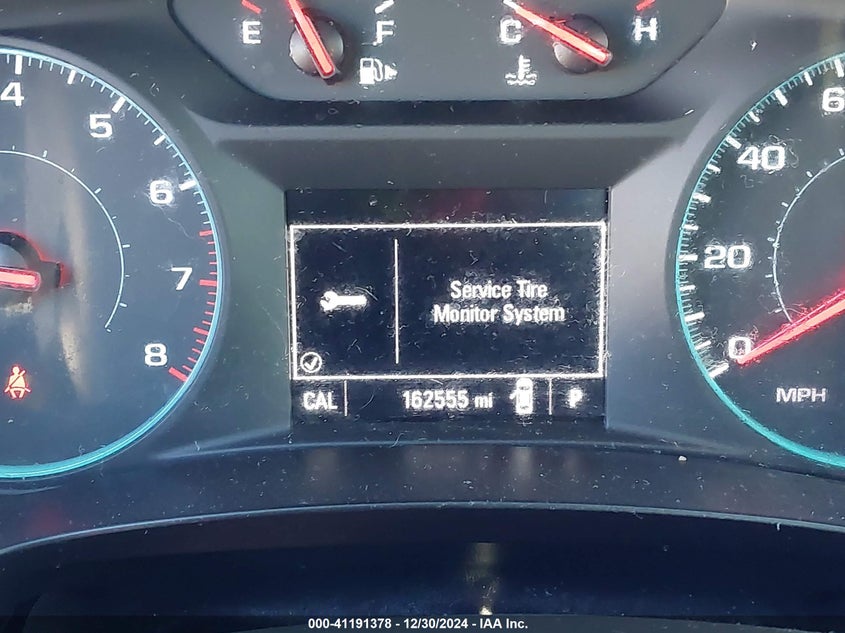 E
F
C
H
4
5
6
7
8
6
40
20
0
MPH
Service Tire
Monitor System
CAL
162555 mi
P
000-41191378 - 12/30/2024 - IAA Inc.